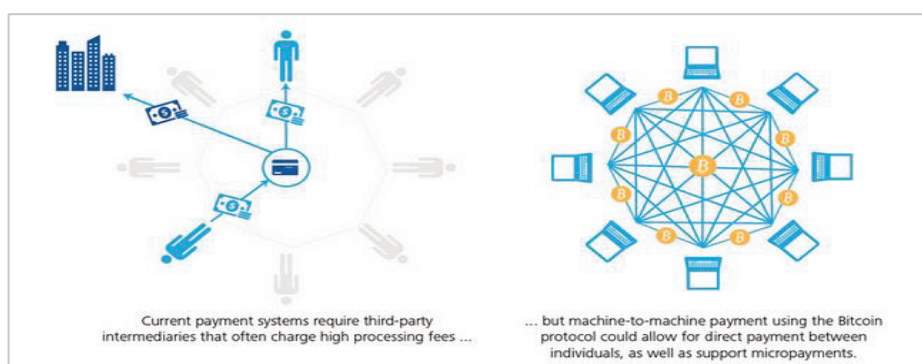 Current payment systems require third-party
intermediaries that often charge high processing fees ...
... but machine-to-machine payment using the Bitcoin
protocol could allow for direct payment between
individuals, as well as support micropayments.